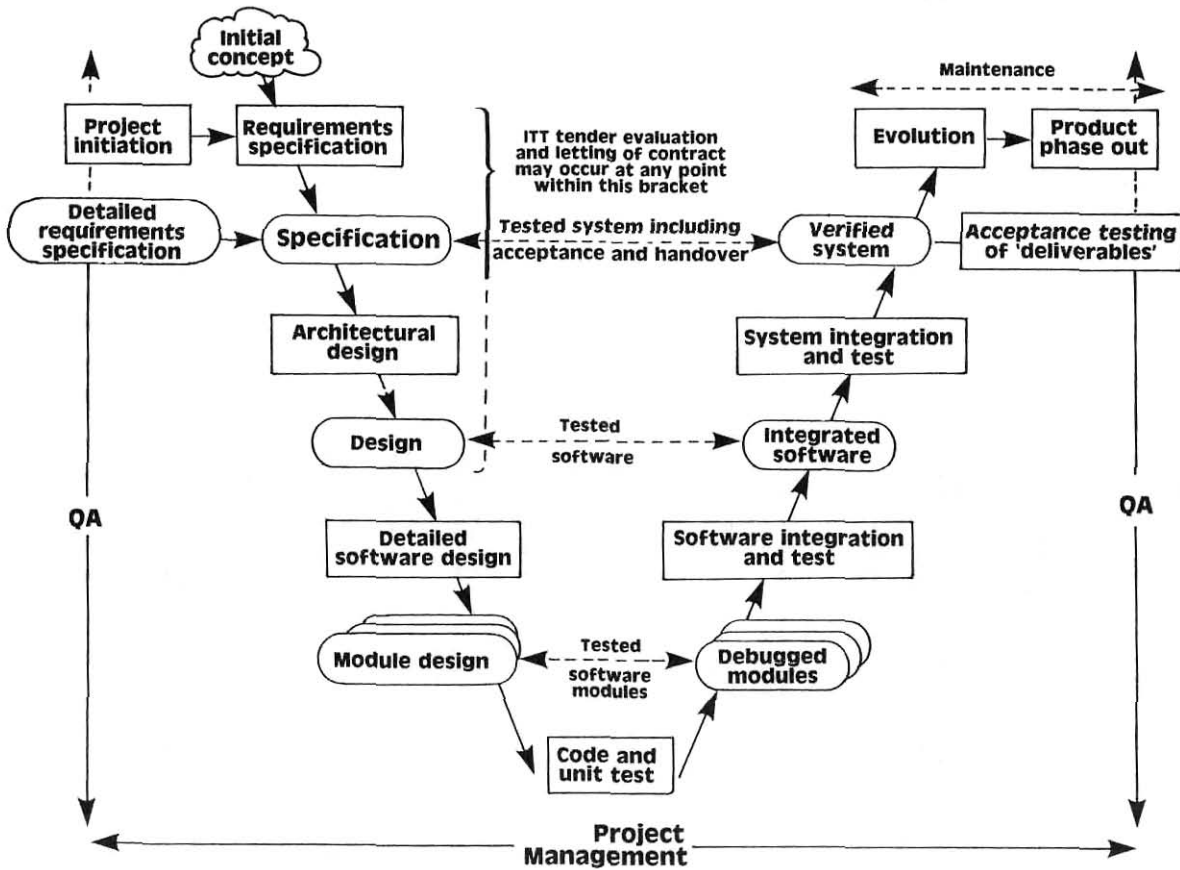 Initial
concept
Maintenance
Project
initiation
Requirements
specification
ITT tender evaluation
and letting of contract
may occur at any point
within this bracket
Evolution
Product
phase out
Detailed
requirements
specification
Specification
Tested system including
acceptance and handover
Verified
system
Acceptance testing
of 'deliverables'
Architectural
design
System integration
and test
Design
Tested
software
Integrated
software
QA
QA
Detailed
software design
Software integration
and test
Module design
Tested
software
modules
Debugged
modules
Code and
unit test
Project
Management